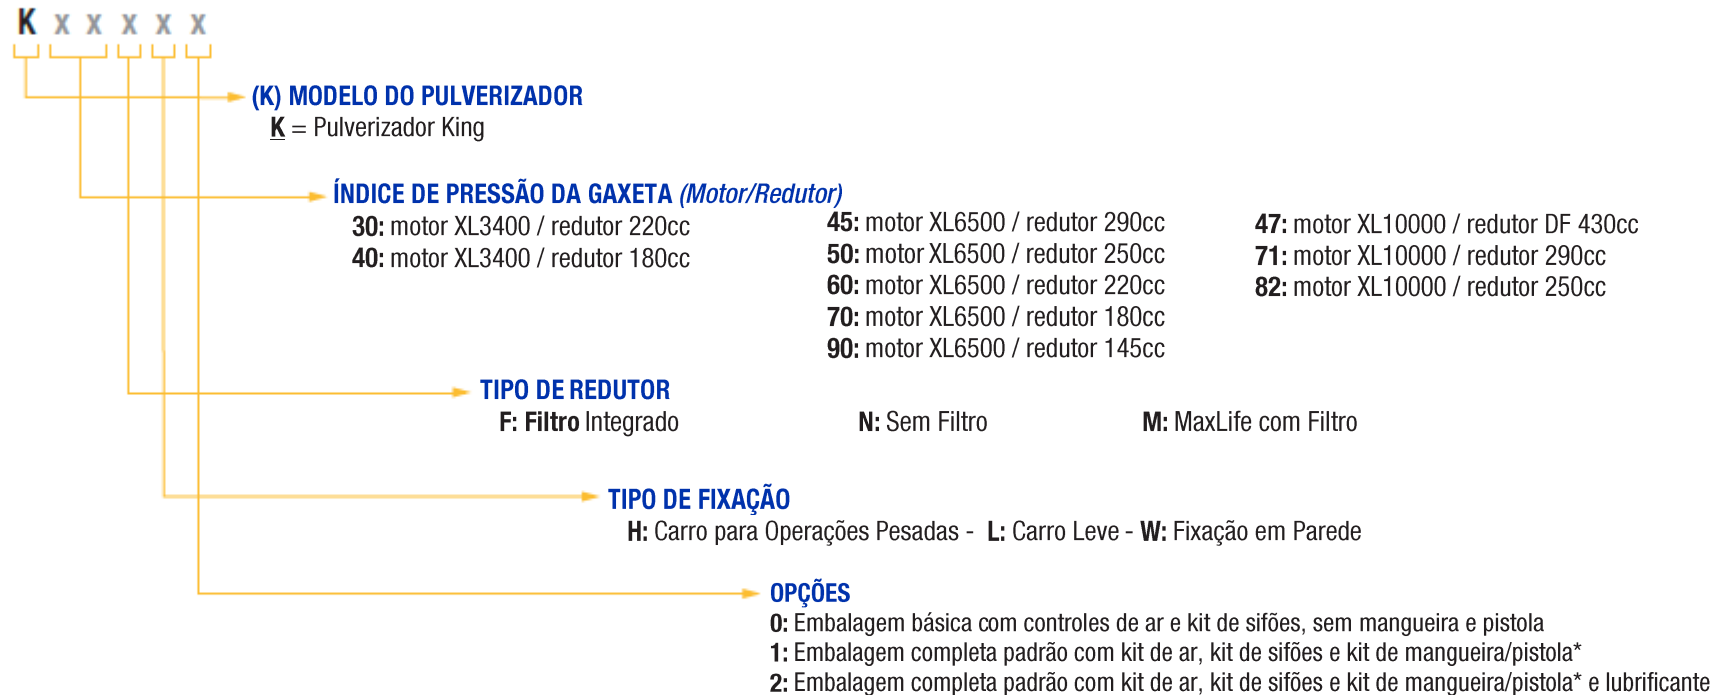 K x x x x x
(K) MODELO DO PULVERIZADOR
K = Pulverizador King
ÍNDICE DE PRESSÃO DA GAXETA (Motor/Redutor)
30: motor XL3400 / redutor 220cc
40: motor XL3400 / redutor 180cc
45: motor XL6500 / redutor 290cc
50: motor XL6500 / redutor 250cc
60: motor XL6500 / redutor 220cc
70: motor XL6500 / redutor 180cc
90: motor XL6500 / redutor 145cc
47: motor XL10000 / redutor DF 430cc
71: motor XL10000 / redutor 290cc
82: motor XL10000 / redutor 250cc
TIPO DE REDUTOR
F: Filtro Integrado
N: Sem Filtro
M: MaxLife com Filtro
TIPO DE FIXAÇÃO
H: Carro para Operações Pesadas - L: Carro Leve - W: Fixação em Parede
OPÇÕES
0: Embalagem básica com controles de ar e kit de sifões, sem mangueira e pistola
1: Embalagem completa padrão com kit de ar, kit de sifões e kit de mangueira/pistola*
2: Embalagem completa padrão com kit de ar, kit de sifões e kit de mangueira/pistola* e lubrificante